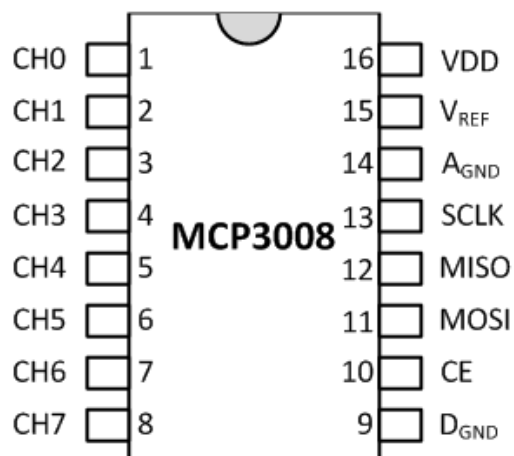 CH0 1 16 VDD
CH1 2 15 VREF
CH2 3 14 AGND
CH3 4 13 SCLK
MCP3008
CH4 5 12 MISO
CH5 6 11 MOSI
CH6 7 10 CE
CH7 8 9 DGND